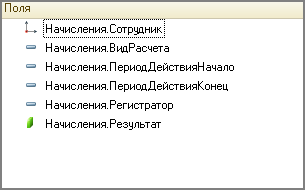 Поля
Начисления.Сотрудник
Начисления.ВидРасчета
Начисления.ПериодДействияНачало
Начисления.ПериодДействияКонец
Начисления.Регистратор
Начисления.Результат